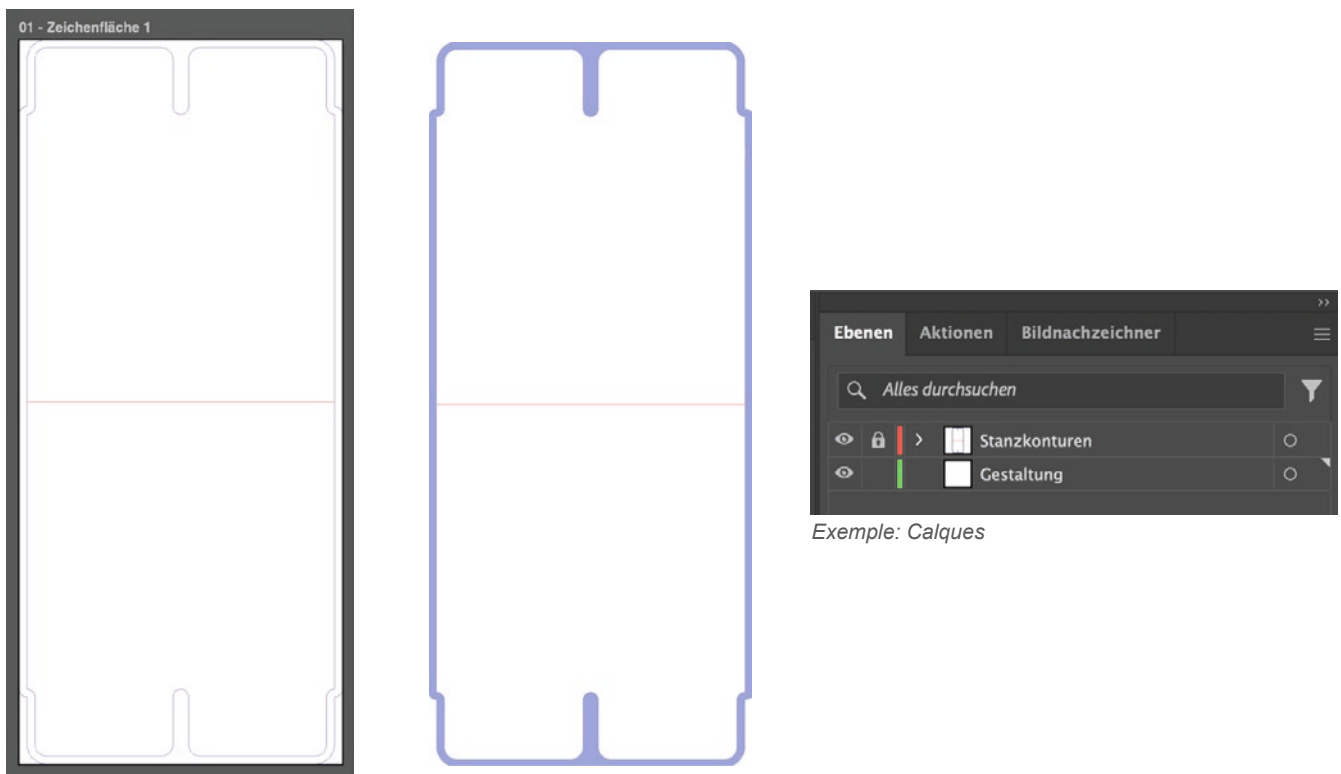 01 - Zeichenfläche 1
Ebenen Aktionen Bildnachzeichner
Alles durchsuchen
Stanzkonturen
Gestaltung
Exemple: Calques